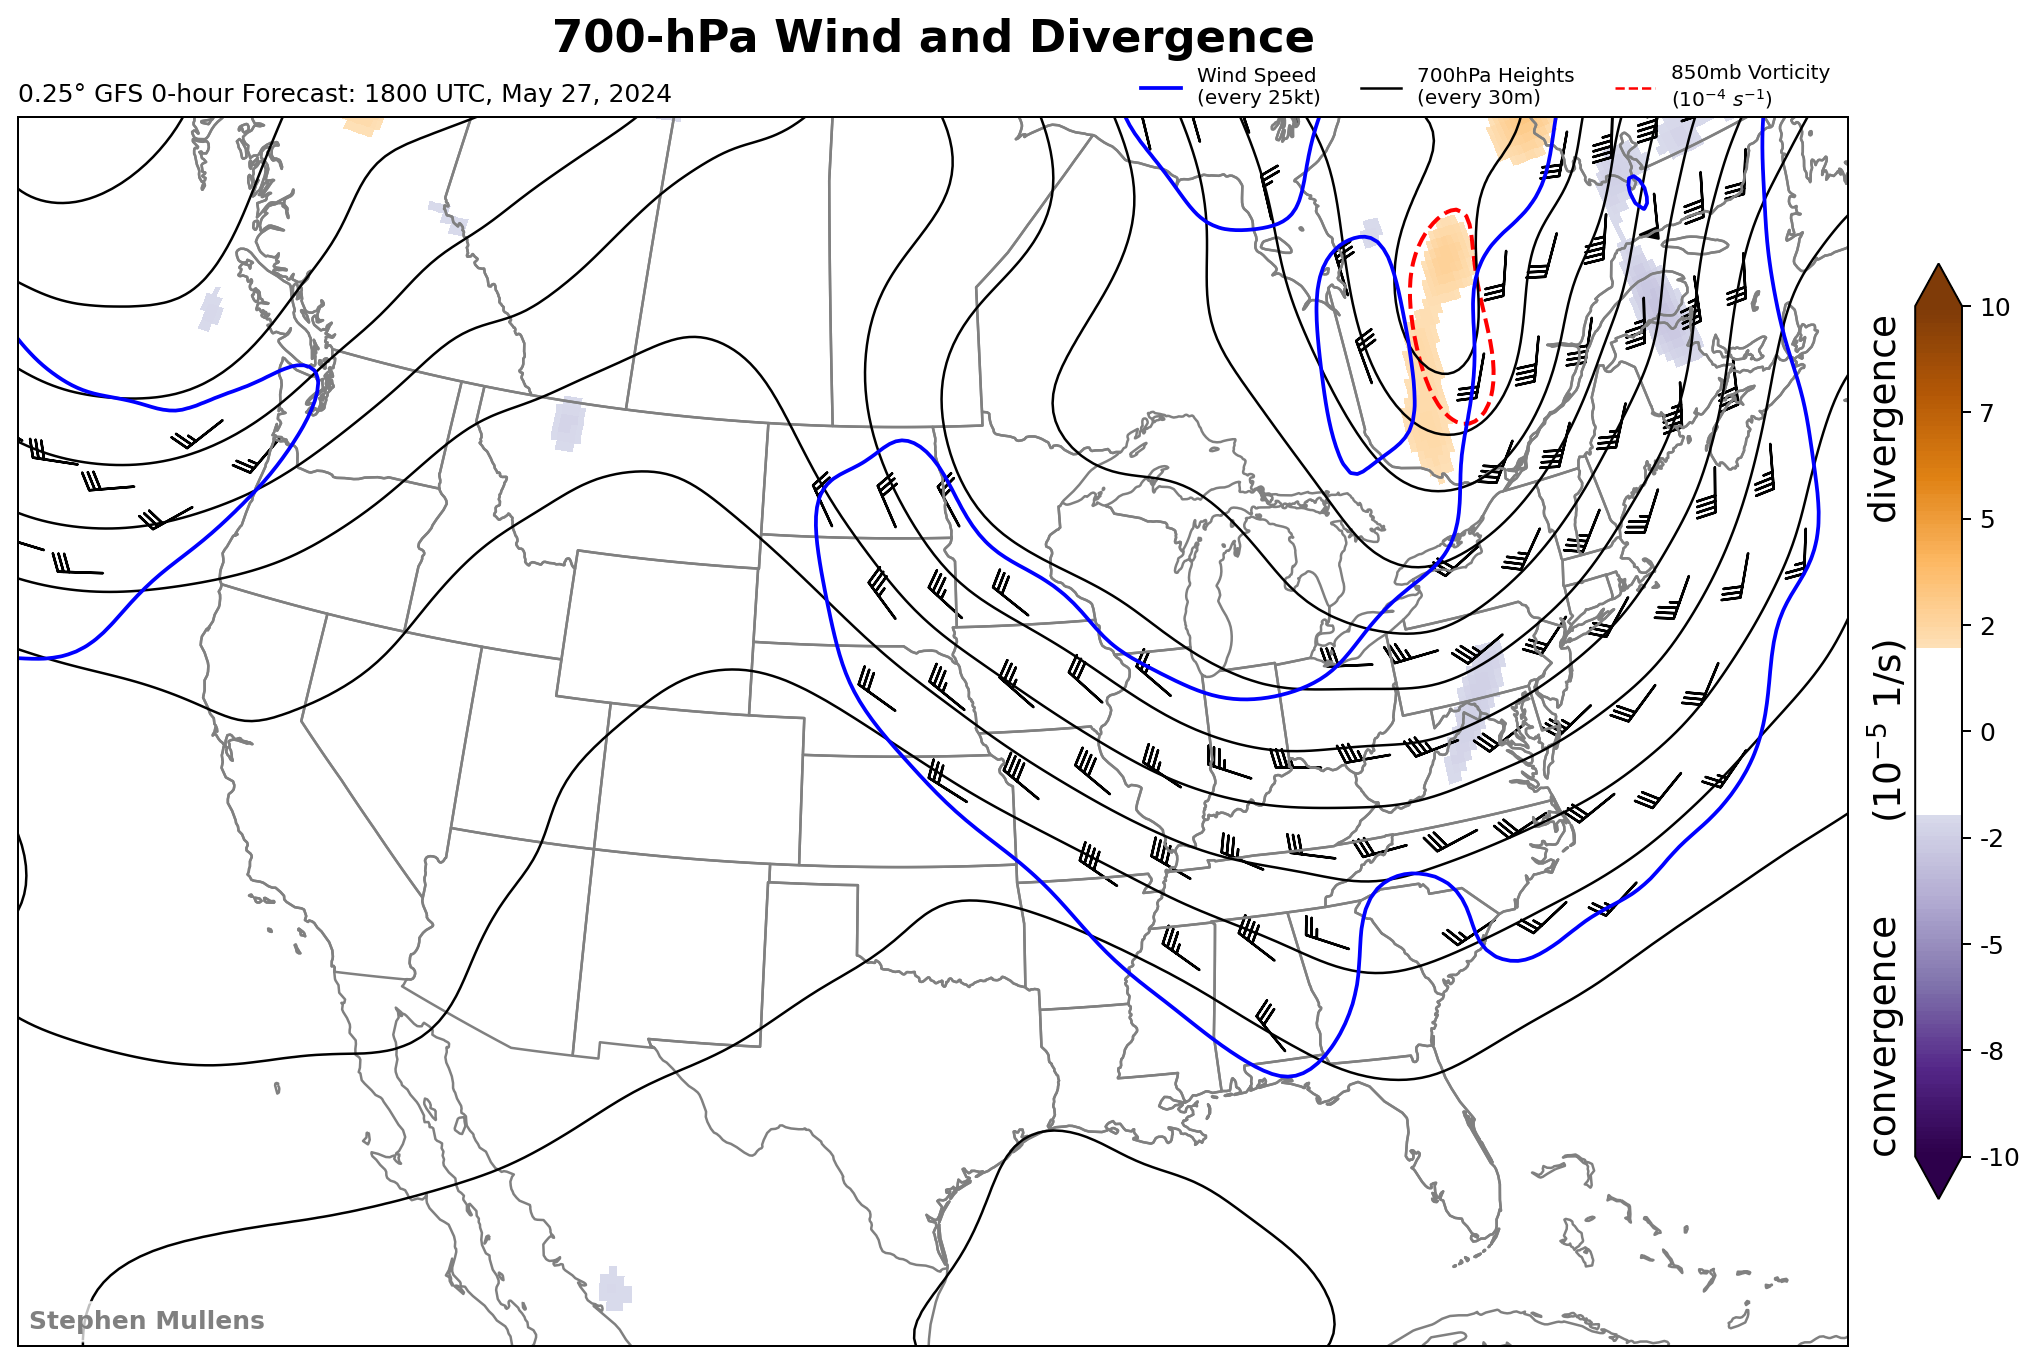 700-hPa Wind and Divergence
0.25° GFS 0-hour Forecast: 1800 UTC, May 27, 2024
Wind Speed
(every 25kt)
700hPa Heights
(every 30m)
850mb Vorticity
(10⁻⁴ s⁻¹)
10
7
5
2
0
-2
-5
-8
-10
convergence (10⁻⁵ 1/s) divergence
Stephen Mullens